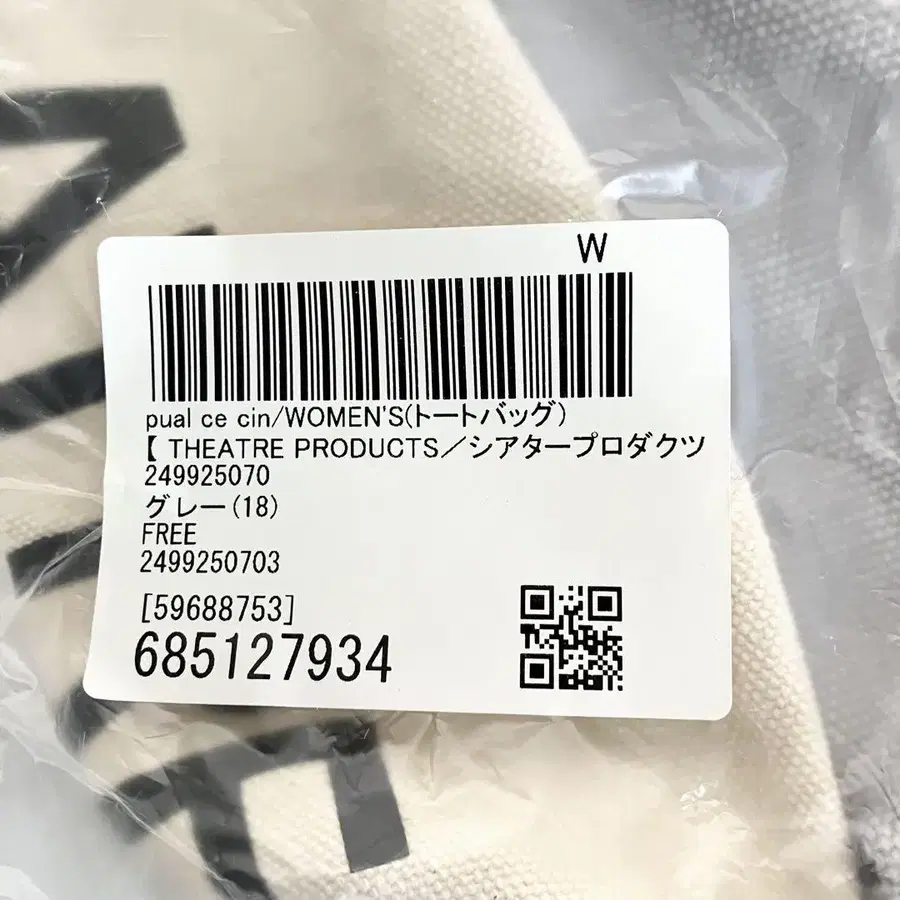 W
pual ce cin/WOMEN'S(トートバッグ)
【 THEATRE PRODUCTS／シアタープロダクツ
249925070
グレー(18)
FREE
2499250703
[59688753]
685127934